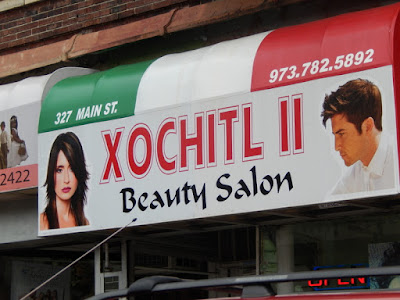 327 MAIN ST.
973.782.5892
XOCHITL II
Beauty Salon
2422
OPEN